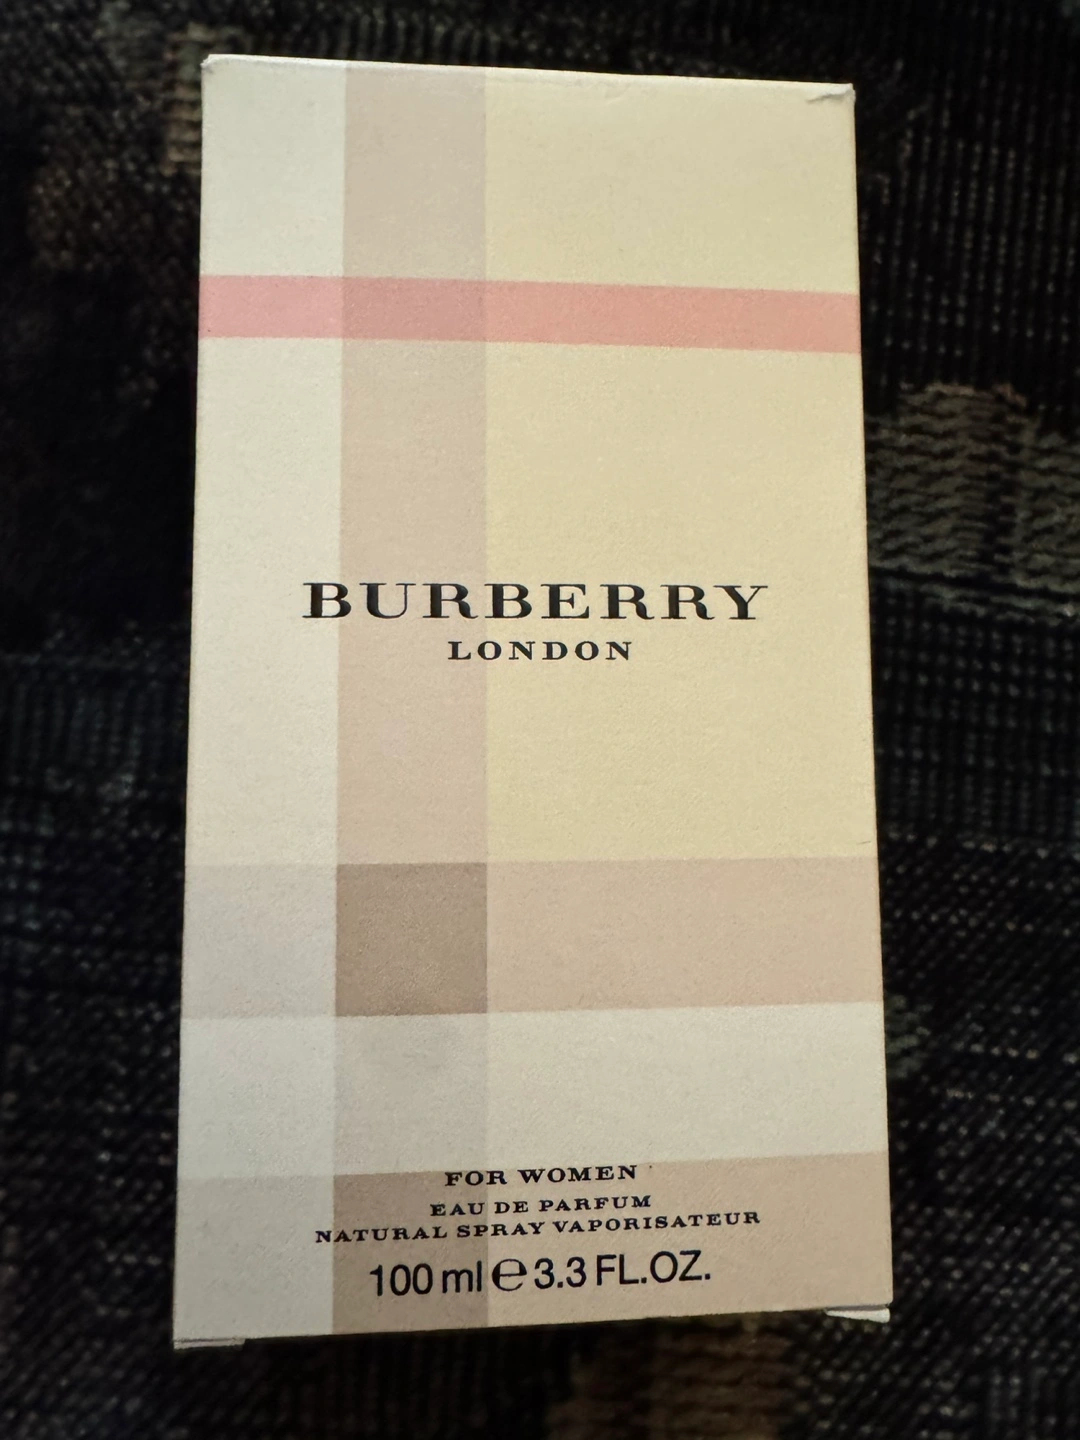 BURBERRY
LONDON
FOR WOMEN
EAU DE PARFUM
NATURAL SPRAY VAPORISATEUR
100 ml ℮ 3.3 FL.OZ.